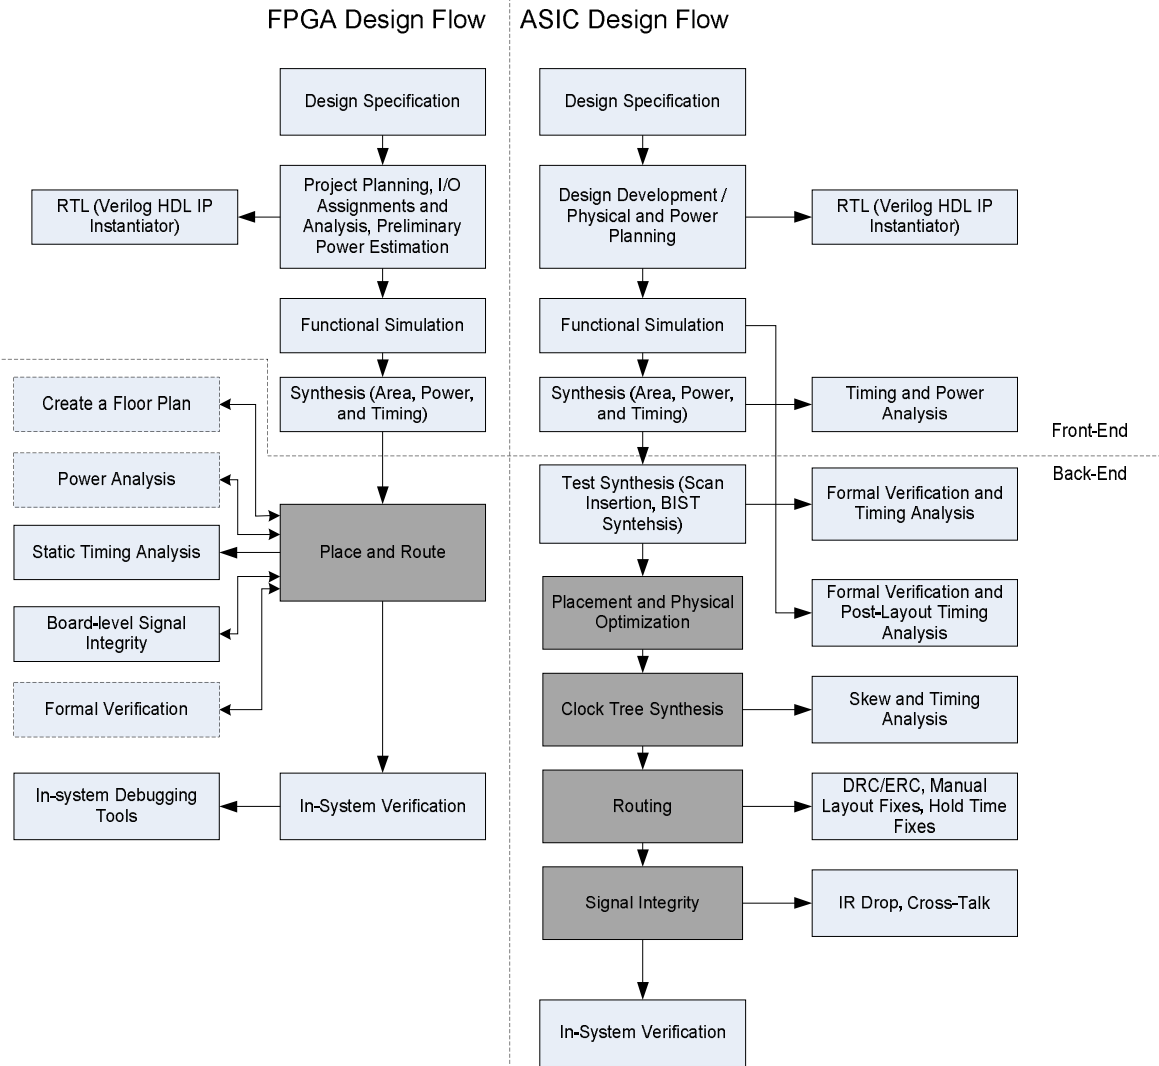 FPGA Design Flow
ASIC Design Flow
Design Specification
Design Specification
Project Planning, I/O
Assignments and
Analysis, Preliminary
Power Estimation
RTL (Verilog HDL IP
Instantiator)
Design Development /
Physical and Power
Planning
RTL (Verilog HDL IP
Instantiator)
Functional Simulation
Functional Simulation
Create a Floor Plan
Synthesis (Area, Power,
and Timing)
Synthesis (Area, Power,
and Timing)
Timing and Power
Analysis
Front-End
Back-End
Power Analysis
Test Synthesis (Scan
Insertion, BIST
Syntehsis)
Formal Verification and
Timing Analysis
Static Timing Analysis
Place and Route
Board-level Signal
Integrity
Placement and Physical
Optimization
Formal Verification and
Post-Layout Timing
Analysis
Formal Verification
Clock Tree Synthesis
Skew and Timing
Analysis
In-system Debugging
Tools
In-System Verification
Routing
DRC/ERC, Manual
Layout Fixes, Hold Time
Fixes
Signal Integrity
IR Drop, Cross-Talk
In-System Verification